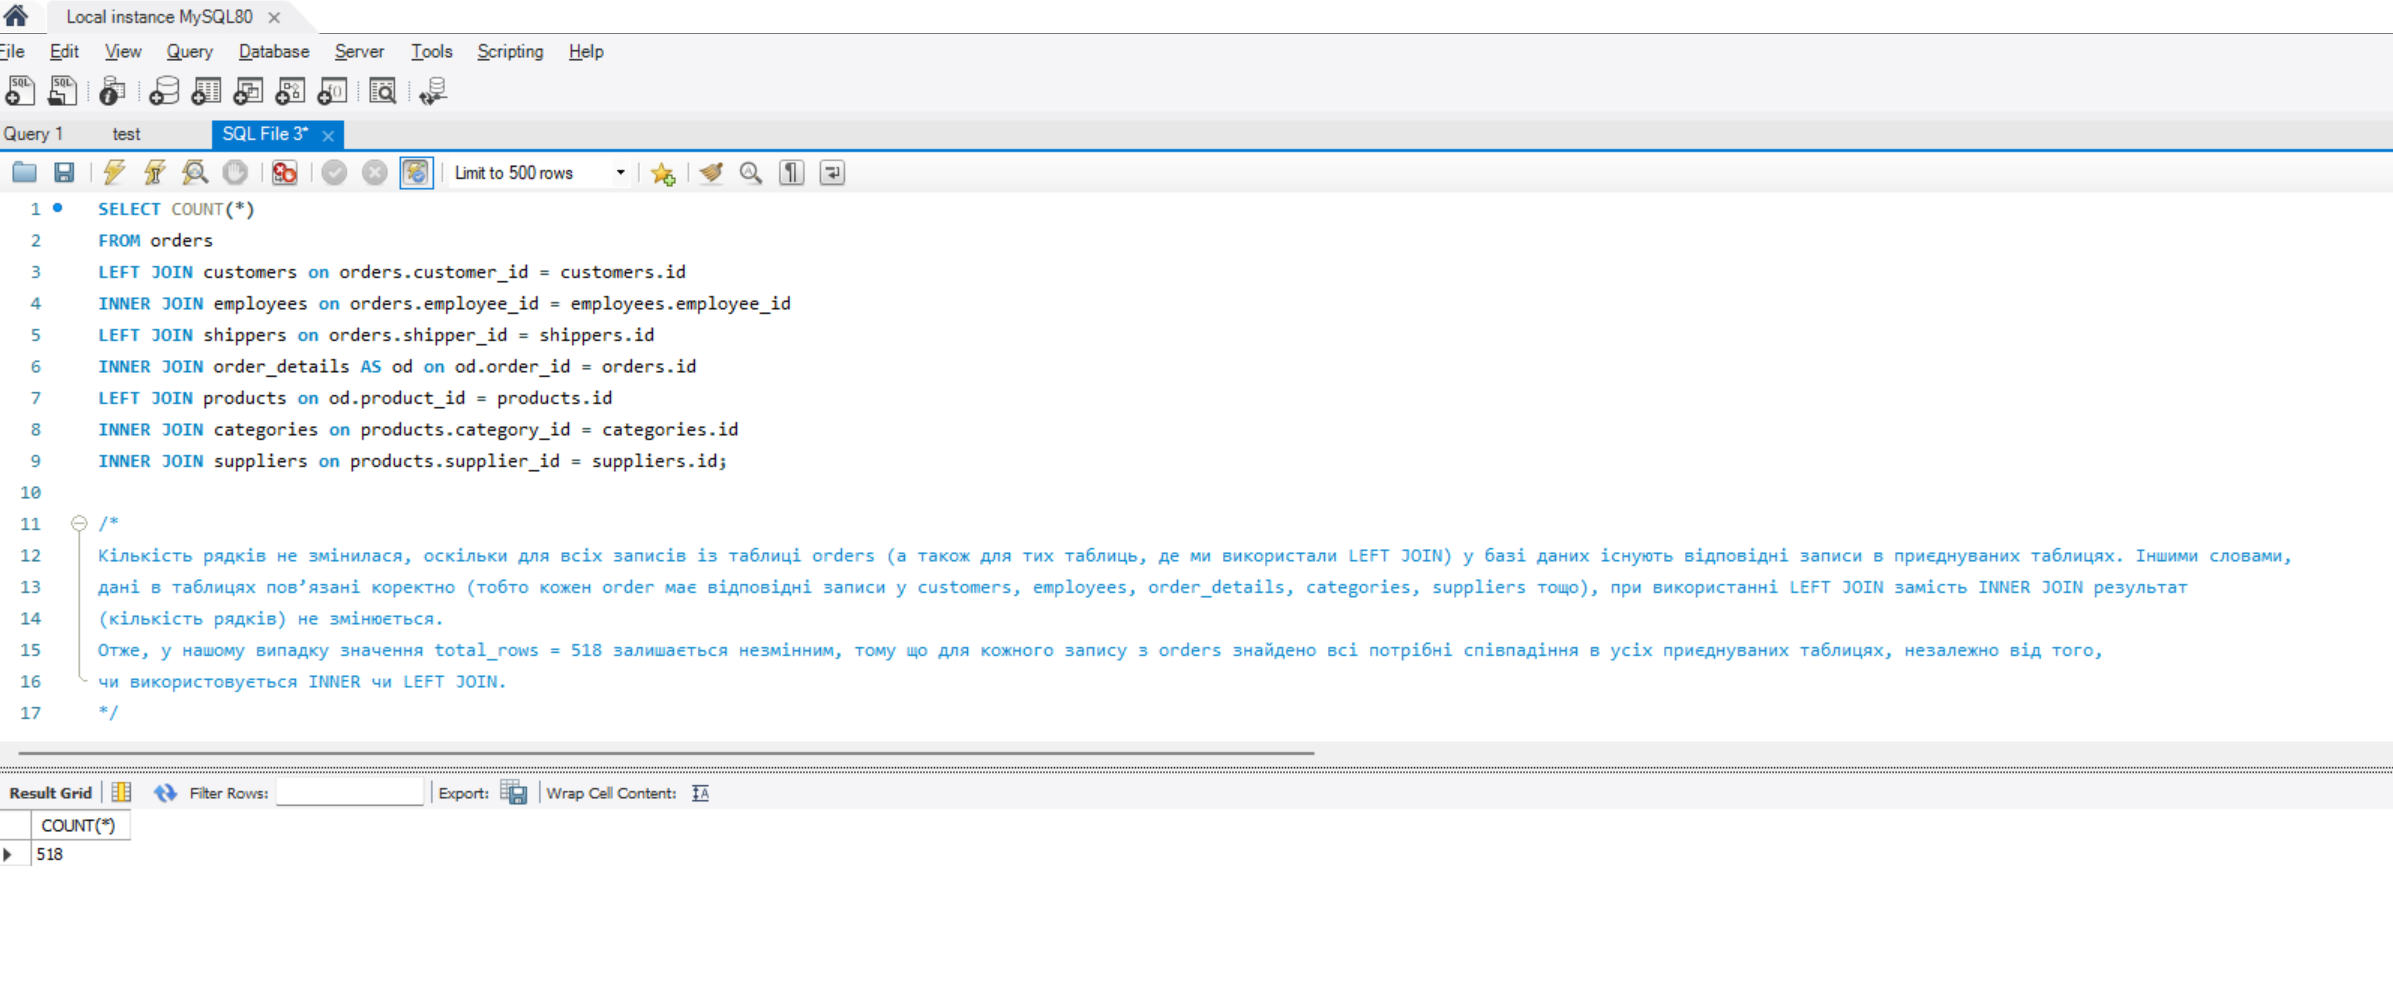 Local instance MySQL80
File Edit View Query Database Server Tools Scripting Help
Query 1 test SQL File 3*
Limit to 500 rows
1 SELECT COUNT(*)
2 FROM orders
3 LEFT JOIN customers on orders.customer_id = customers.id
4 INNER JOIN employees on orders.employee_id = employees.employee_id
5 LEFT JOIN shippers on orders.shipper_id = shippers.id
6 INNER JOIN order_details AS od on od.order_id = orders.id
7 LEFT JOIN products on od.product_id = products.id
8 INNER JOIN categories on products.category_id = categories.id
9 INNER JOIN suppliers on products.supplier_id = suppliers.id;
10
11 /*
12 Кількість рядків не змінилася, оскільки для всіх записів із таблиці orders (а також для тих таблиць, де ми використали LEFT JOIN) у базі даних існують відповідні записи в приєднуваних таблицях. Іншими словами,
13 дані в таблицях пов’язані коректно (тобто кожен order має відповідні записи у customers, employees, order_details, categories, suppliers тощо), при використанні LEFT JOIN замість INNER JOIN результат
14 (кількість рядків) не змінюється.
15 Отже, у нашому випадку значення total_rows = 518 залишається незмінним, тому що для кожного запису з orders знайдено всі потрібні співпадіння в усіх приєднуваних таблицях, незалежно від того,
16 чи використовується INNER чи LEFT JOIN.
17 */
Result Grid Filter Rows: Export: Wrap Cell Content:
COUNT(*)
518